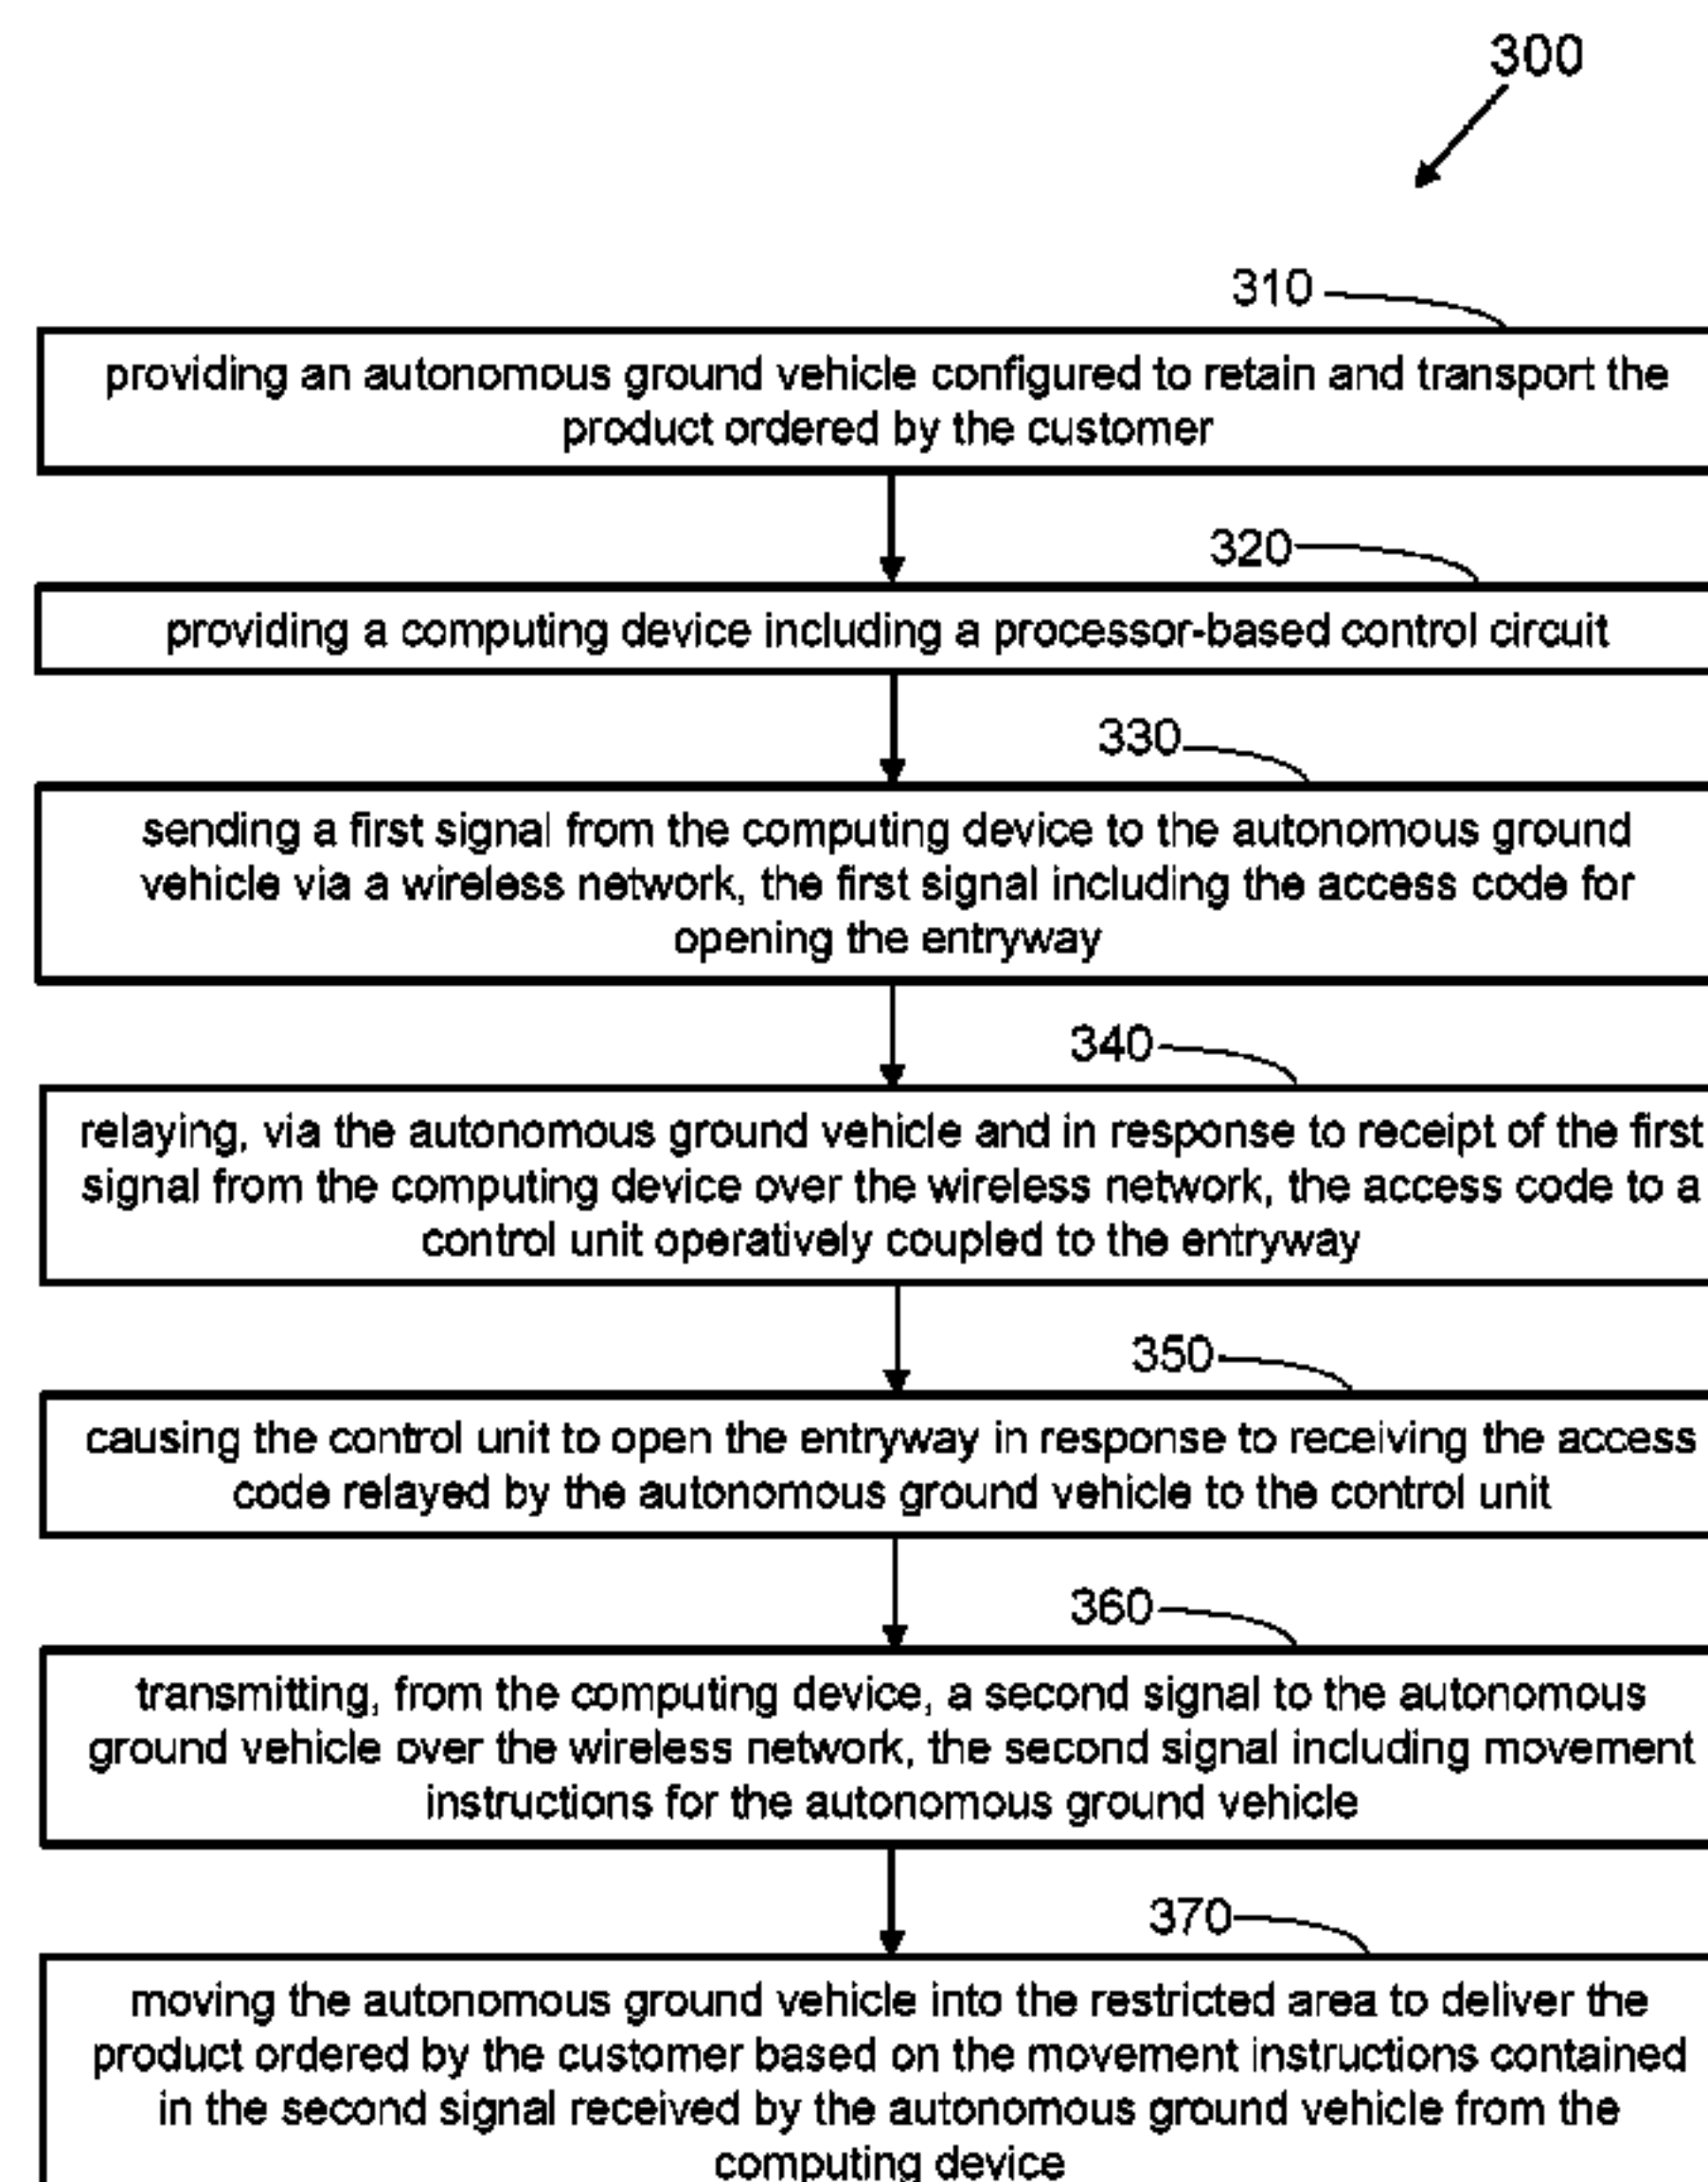 300
310
providing an autonomous ground vehicle configured to retain and transport the
product ordered by the customer
320
providing a computing device including a processor-based control circuit
330
sending a first signal from the computing device to the autonomous ground
vehicle via a wireless network, the first signal including the access code for
opening the entryway
340
relaying, via the autonomous ground vehicle and in response to receipt of the first
signal from the computing device over the wireless network, the access code to a
control unit operatively coupled to the entryway
350
causing the control unit to open the entryway in response to receiving the access
code relayed by the autonomous ground vehicle to the control unit
360
transmitting, from the computing device, a second signal to the autonomous
ground vehicle over the wireless network, the second signal including movement
instructions for the autonomous ground vehicle
370
moving the autonomous ground vehicle into the restricted area to deliver the
product ordered by the customer based on the movement instructions contained
in the second signal received by the autonomous ground vehicle from the
computing device